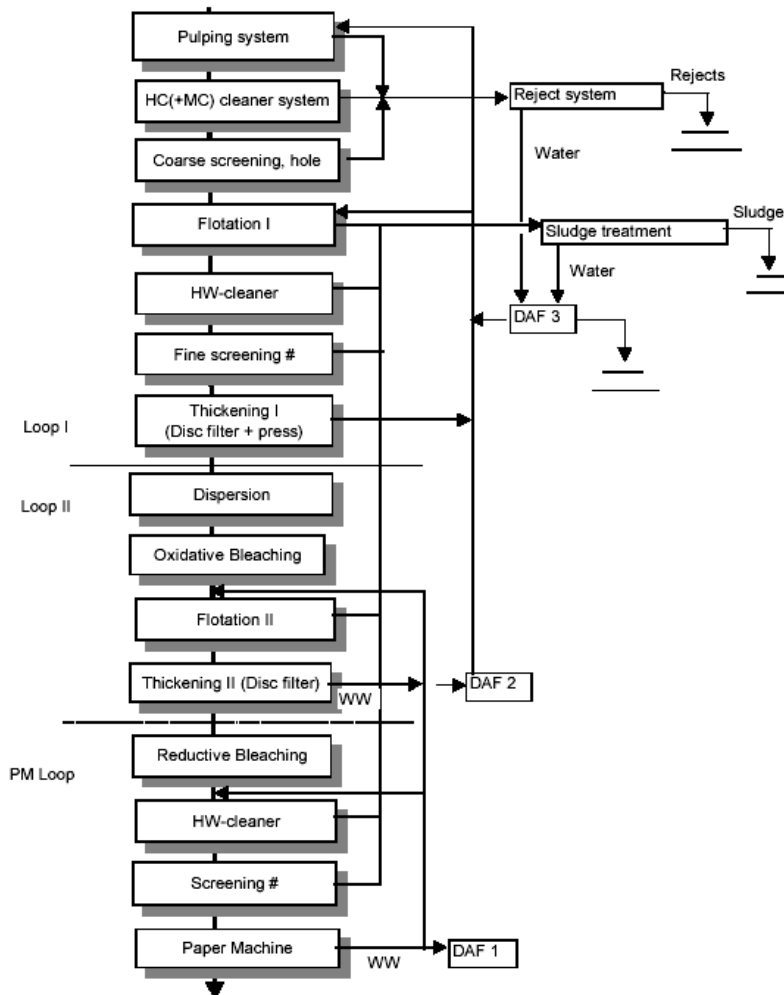 Pulping system
Rejects
HC(+MC) cleaner system
Reject system
Water
Coarse screening, hole
Flotation I
Sludge
Sludge treatment
Water
HW-cleaner
DAF 3
Fine screening #
Thickening I
(Disc filter + press)
Loop I
Loop II
Dispersion
Oxidative Bleaching
Flotation II
Thickening II (Disc filter)
WW
DAF 2
Reductive Bleaching
PM Loop
HW-cleaner
Screening #
Paper Machine
WW
DAF 1